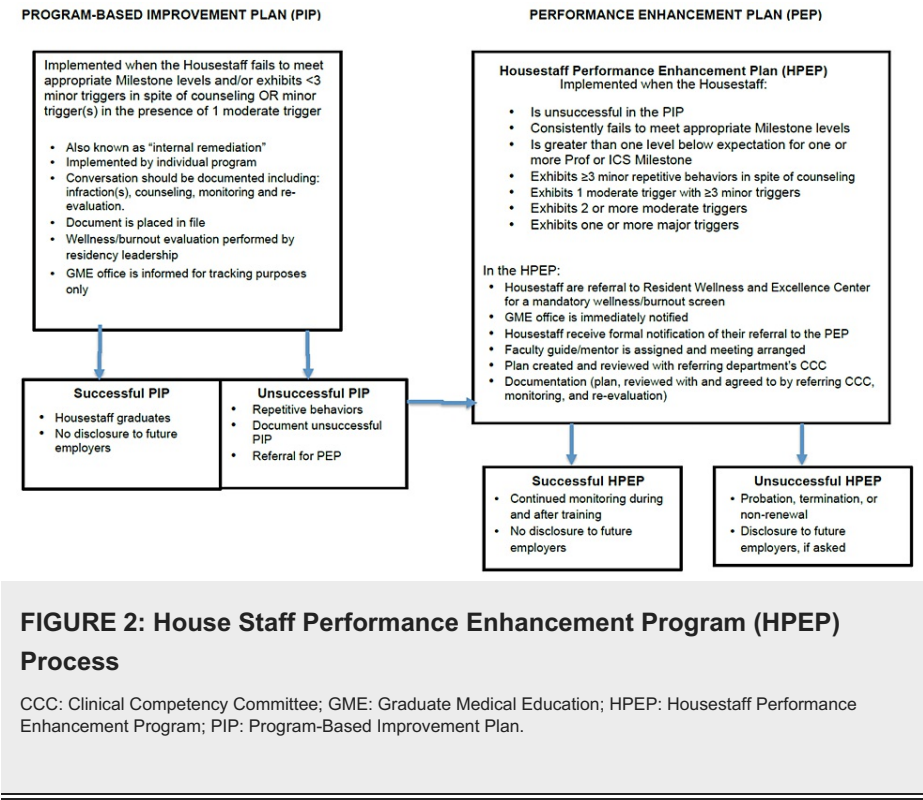 PROGRAM-BASED IMPROVEMENT PLAN (PIP)
Implemented when the Housestaff fails to meet
appropriate Milestone levels and/or exhibits <3
minor triggers in spite of counseling OR minor
trigger(s) in the presence of 1 moderate trigger
• Also known as “internal remediation”
• Implemented by individual program
• Conversation should be documented including:
infraction(s), counseling, monitoring and re-
evaluation.
• Document is placed in file
• Wellness/burnout evaluation performed by
residency leadership
• GME office is informed for tracking purposes
only
Successful PIP
• Housestaff graduates
• No disclosure to future
employers
Unsuccessful PIP
• Repetitive behaviors
• Document unsuccessful
PIP
• Referral for PEP
PERFORMANCE ENHANCEMENT PLAN (PEP)
Housestaff Performance Enhancement Plan (HPEP)
Implemented when the Housestaff:
• Is unsuccessful in the PIP
• Consistently fails to meet appropriate Milestone levels
• Is greater than one level below expectation for one or
more Prof or ICS Milestone
• Exhibits ≥3 minor repetitive behaviors in spite of counseling
• Exhibits 1 moderate trigger with ≥3 minor triggers
• Exhibits 2 or more moderate triggers
• Exhibits one or more major triggers
In the HPEP:
• Housestaff are referral to Resident Wellness and Excellence Center
for a mandatory wellness/burnout screen
• GME office is immediately notified
• Housestaff receive formal notification of their referral to the PEP
• Faculty guide/mentor is assigned and meeting arranged
• Plan created and reviewed with referring department's CCC
• Documentation (plan, reviewed with and agreed to by referring CCC,
monitoring, and re-evaluation)
Successful HPEP
• Continued monitoring during
and after training
• No disclosure to future
employers
Unsuccessful HPEP
• Probation, termination, or
non-renewal
• Disclosure to future
employers, if asked
FIGURE 2: House Staff Performance Enhancement Program (HPEP)
Process
CCC: Clinical Competency Committee; GME: Graduate Medical Education; HPEP: Housestaff Performance
Enhancement Program; PIP: Program-Based Improvement Plan.